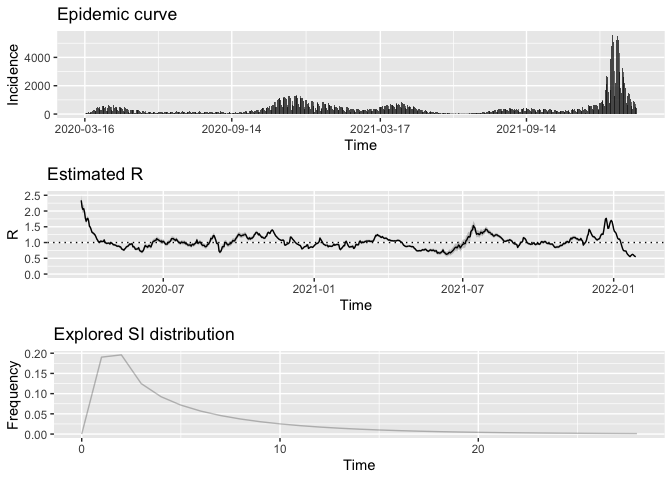 Epidemic curve
Incidence
4000
2000
0
2020-03-16 2020-09-14 2021-03-17 2021-09-14
Time
Estimated R
R
2.5
2.0
1.5
1.0
0.5
0.0
2020-07 2021-01 2021-07 2022-01
Time
Explored SI distribution
Frequency
0.20
0.15
0.10
0.05
0.00
0 10 20
Time